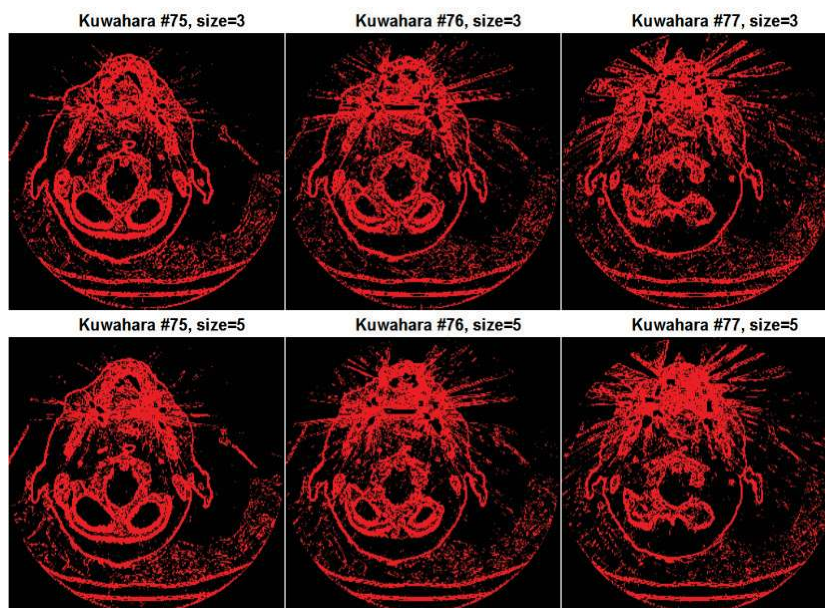 Kuwahara #75, size=3
Kuwahara #76, size=3
Kuwahara #77, size=3
Kuwahara #75, size=5
Kuwahara #76, size=5
Kuwahara #77, size=5